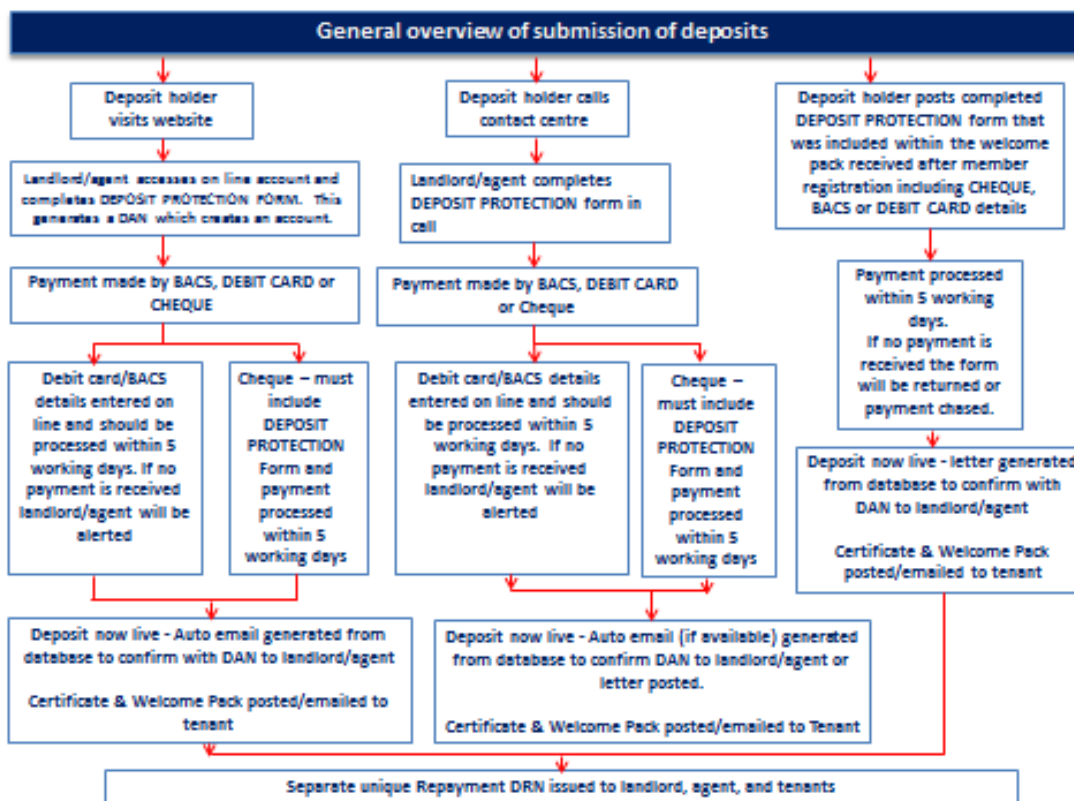 General overview of submission of deposits
Deposit holder
visits website
Landlord/agent accesses on line account and
completes DEPOSIT PROTECTION FORM. This
generates a DAN which creates an account.
Payment made by BACS, DEBIT CARD or
CHEQUE
Debit card/BACS
details entered on
line and should be
processed within 5
working days. If no
payment is received
landlord/agent will be
alerted
Cheque – must
include
DEPOSIT
PROTECTION
Form and
payment
processed
within 5
working days
Deposit now live - Auto email generated from
database to confirm with DAN to landlord/agent
Certificate & Welcome Pack posted/emailed to
tenant
Deposit holder calls
contact centre
Landlord/agent completes
DEPOSIT PROTECTION form in
call
Payment made by BACS, DEBIT CARD
or Cheque
Debit card/BACS details
entered on line and should
be processed within 5
working days. If no
payment is received
landlord/agent will be
alerted
Cheque –
must include
DEPOSIT
PROTECTION
Form and
payment
processed
within 5
working days
Deposit now live - Auto email (if available) generated
from database to confirm DAN to landlord/agent or
letter posted.
Certificate & Welcome Pack posted/emailed to Tenant
Deposit holder posts completed
DEPOSIT PROTECTION form that
was included within the welcome
pack received after member
registration including CHEQUE,
BACS or DEBIT CARD details
Payment processed
within 5 working
days.
If no payment is
received the form
will be returned or
payment chased.
Deposit now live - letter generated
from database to confirm with
DAN to landlord/agent
Certificate & Welcome Pack
posted/emailed to tenant
Separate unique Repayment DRN issued to landlord, agent, and tenants